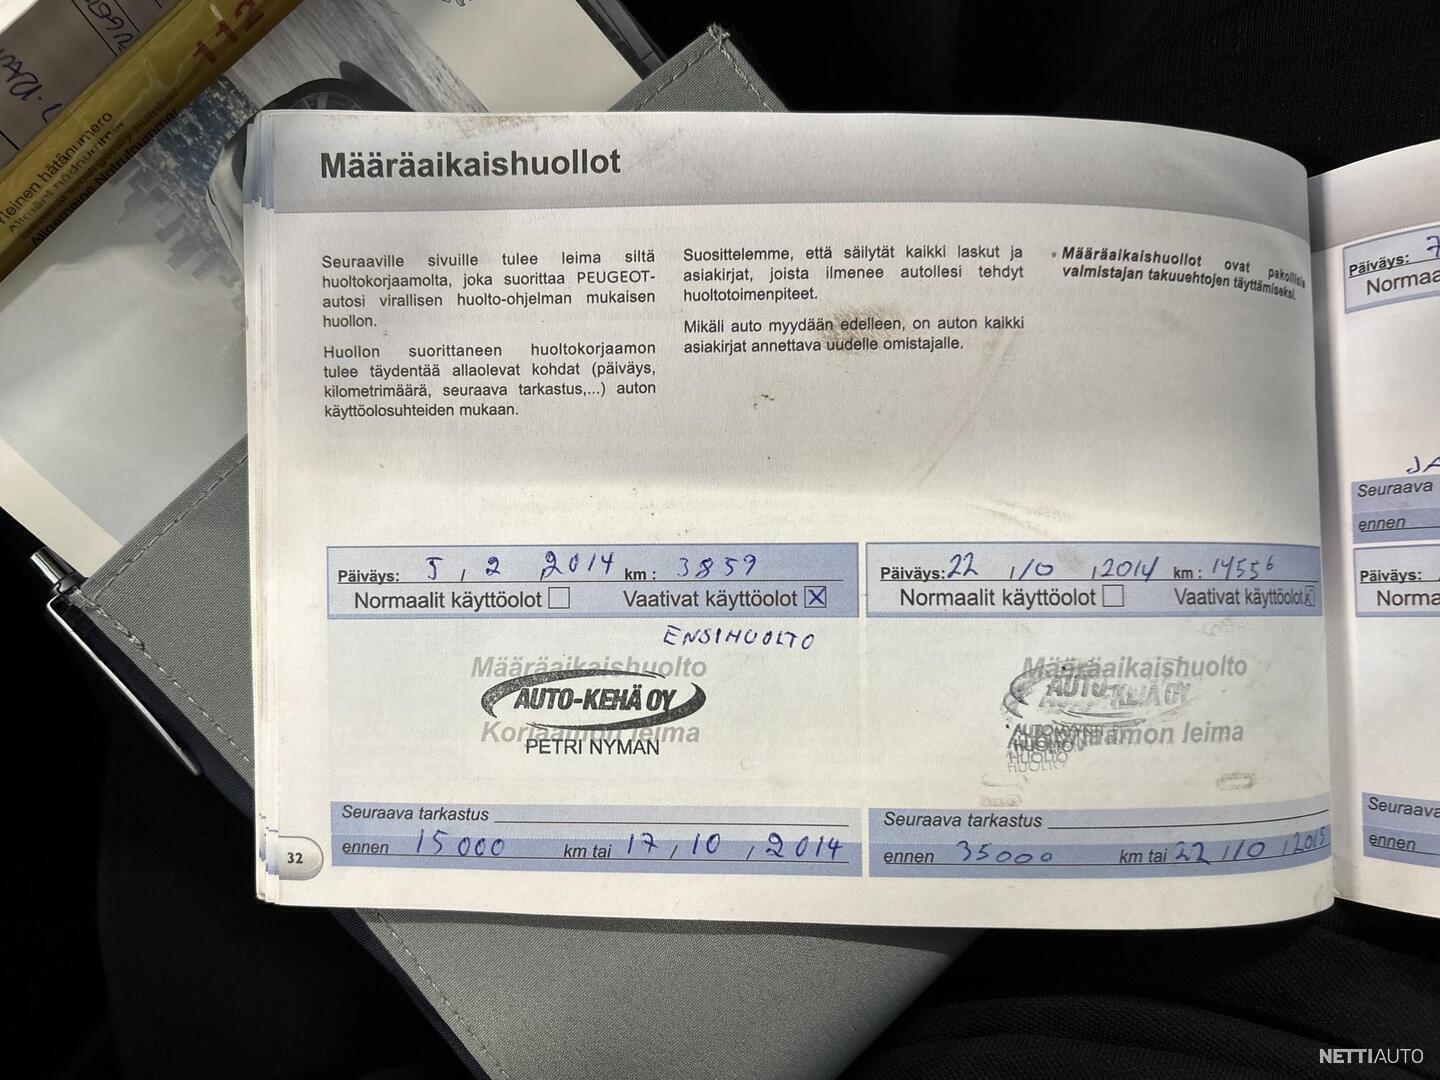 112
Määräaikaishuollot
Seuraaville sivuille tulee leima siltä
huoltokorjaamolta, joka suorittaa PEUGEOT-
autosi virallisen huolto-ohjelman mukaisen
huollon.
Huollon suorittaneen huoltokorjaamon
tulee täydentää allaolevat kohdat (päiväys,
kilometrimäärä, seuraava tarkastus,...) auton
käyttöolosuhteiden mukaan.
Suosittelemme, että säilytät kaikki laskut ja
asiakirjat, joista ilmenee autollesi tehdyt
huoltotoimenpiteet.
Mikäli auto myydään edelleen, on auton kaikki
asiakirjat annettava uudelle omistajalle.
• Määräaikaishuollot ovat pakollisia
valmistajan takuuehtojen täyttämiseksi.
Päiväys: 5, 2, 2014 km: 3859
Normaalit käyttöolot Vaativat käyttöolot X
ENSIHUOLTO
Määräaikaishuolto
AUTO-KEHÄ OY
Korjaamon leima
PETRI NYMAN
Seuraava tarkastus
ennen 15000 km tai 17, 10, 2014
Päiväys: 22, 10, 2014 km: 14556
Normaalit käyttöolot Vaativat käyttöolot X
Määräaikaishuolto
AUTO-KEHÄ OY
HUOLTO
Seuraava tarkastus
ennen 35000 km tai 22, 10, 2015
32
Päiväys: 7
Seuraava
ennen
Päiväys:
Seuraava
ennen
NETTIAUTO